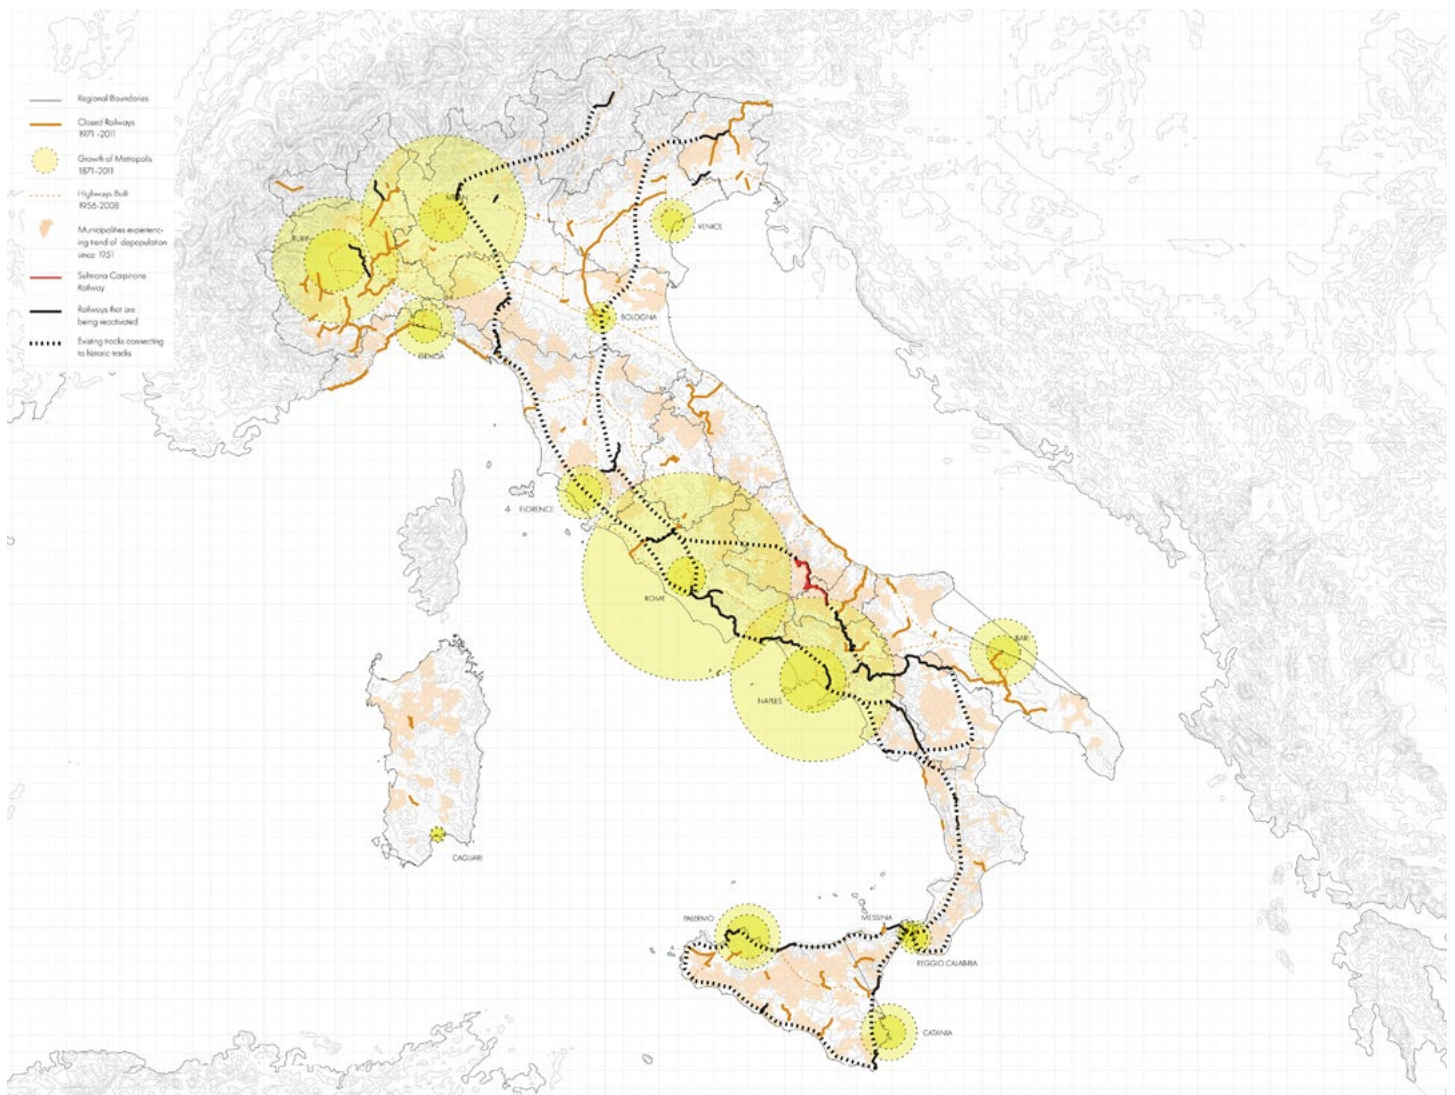 Regional Boundaries
Closed Railways
1971 -2011
Growth of Metropolis
1871-2011
Highways Built
1956-2008
Municipalities experienc-
ing trend of depopulation
since 1951
Sulmona Carpinone
Railway
Railways that are
being reactivated
Existing tracks connecting
to historic tracks
MILAN
TURIN
VENICE
BOLOGNA
GENOA
FLORENCE
ROME
BARI
NAPLES
CAGLIARI
PALERMO
MESSINA
REGGIO CALABRIA
CATANIA